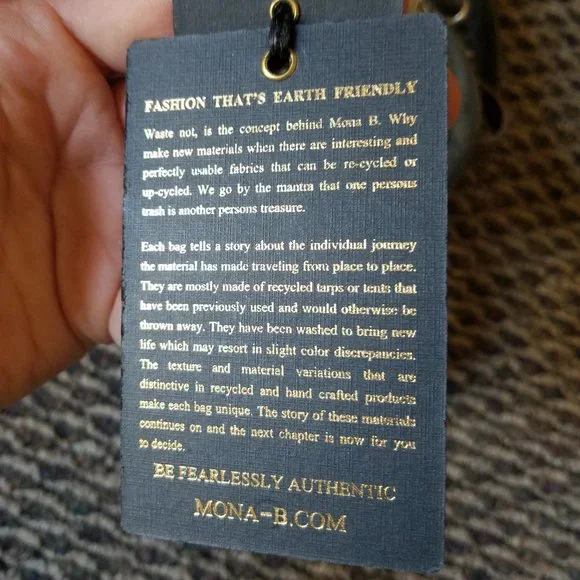 FASHION THAT'S EARTH FRIENDLY
Waste not, is the concept behind Mona B. Why
make new materials when there are interesting and
perfectly usable fabrics that can be re-cycled or
up-cycled. We go by the mantra that one persons
trash is another persons treasure.
Each bag tells a story about the individual journey
the material has made traveling from place to place.
They are mostly made of recycled tarps or tents that
have been previously used and would otherwise be
thrown away. They have been washed to bring new
life which may resort in slight color discrepancies.
The texture and material variations that are
distinctive in recycled and hand crafted products
make each bag unique. The story of these materials
continues on and the next chapter is now for you
to decide.
BE FEARLESSLY AUTHENTIC
MONA-B.COM